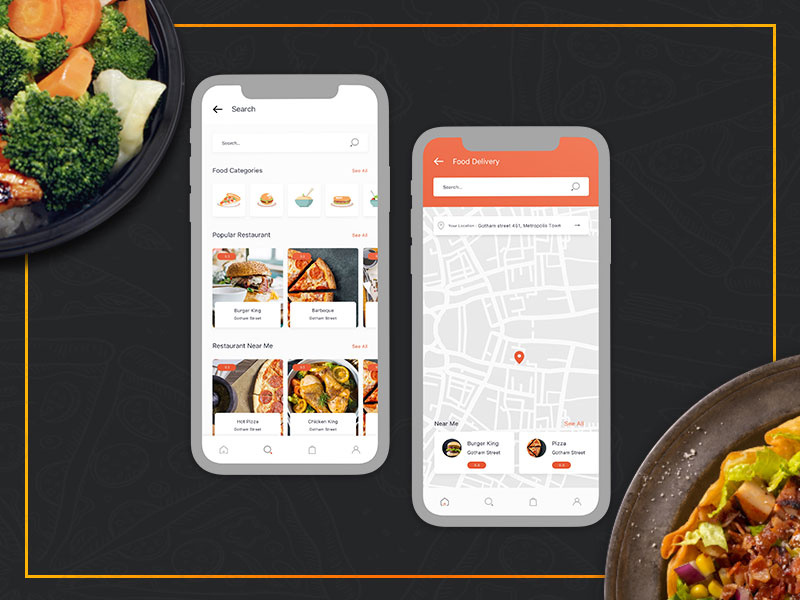 Search
Search...
Food Categories
See All
Popular Restaurant
See All
Burger King
Gotham Street
Barbeque
Gotham Street
Restaurant Near Me
See All
Hot Pizza
Gotham Street
Chicken King
Gotham Street
Food Delivery
Search...
Your Location : Gotham street 451, Metropolis Town
Near Me
See All
Burger King
Gotham Street
Pizza
Gotham Street